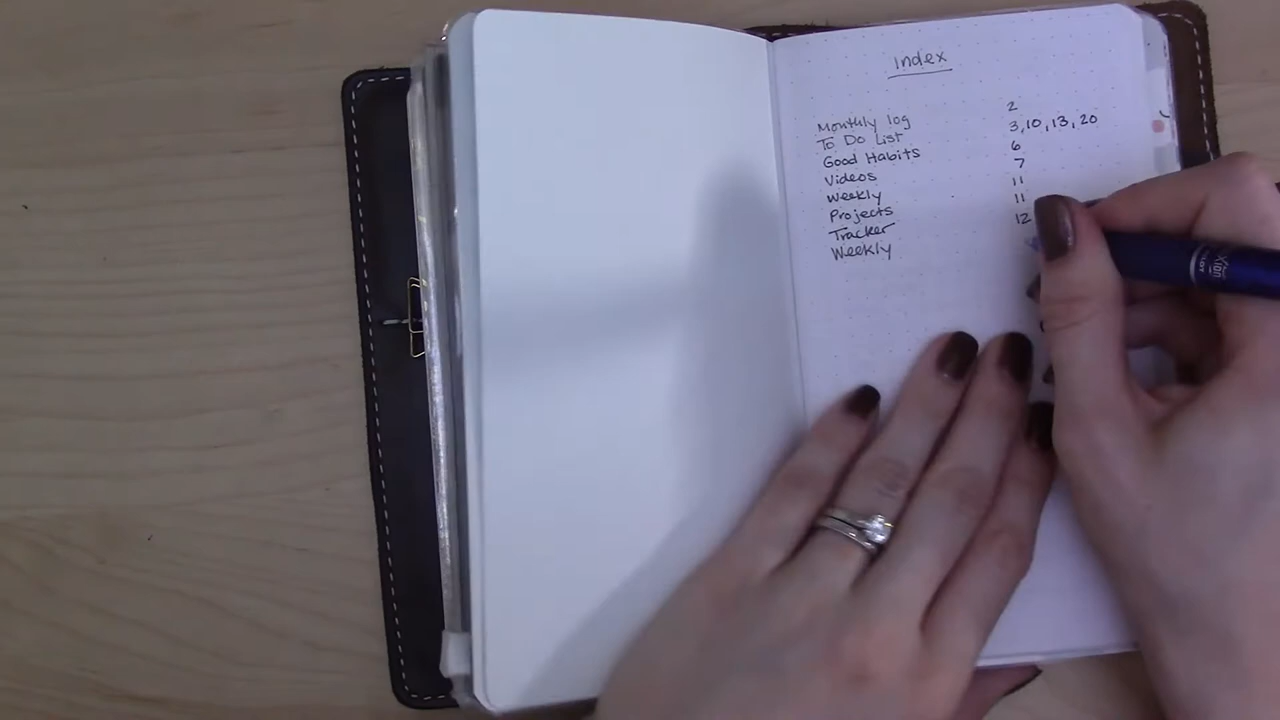 Index
Monthly log 2
To Do List 3, 10, 13, 20
Good Habits 6
Videos 7
Weekly 11
Projects 11
Tracker 12
Weekly
PILOT